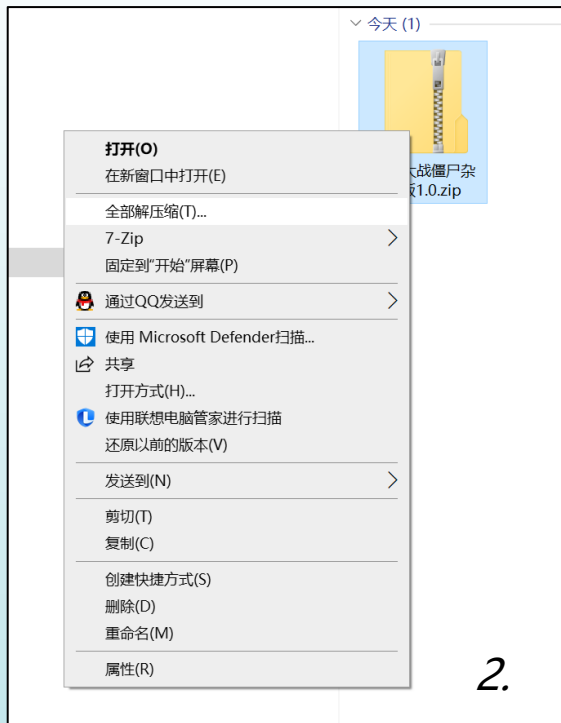 今天 (1)
大战僵尸杂
版1.0.zip
打开(O)
在新窗口中打开(E)
全部解压缩(T)...
7-Zip
固定到"开始"屏幕(P)
通过QQ发送到
使用 Microsoft Defender扫描...
共享
打开方式(H)...
使用联想电脑管家进行扫描
还原以前的版本(V)
发送到(N)
剪切(T)
复制(C)
创建快捷方式(S)
删除(D)
重命名(M)
属性(R)
2.